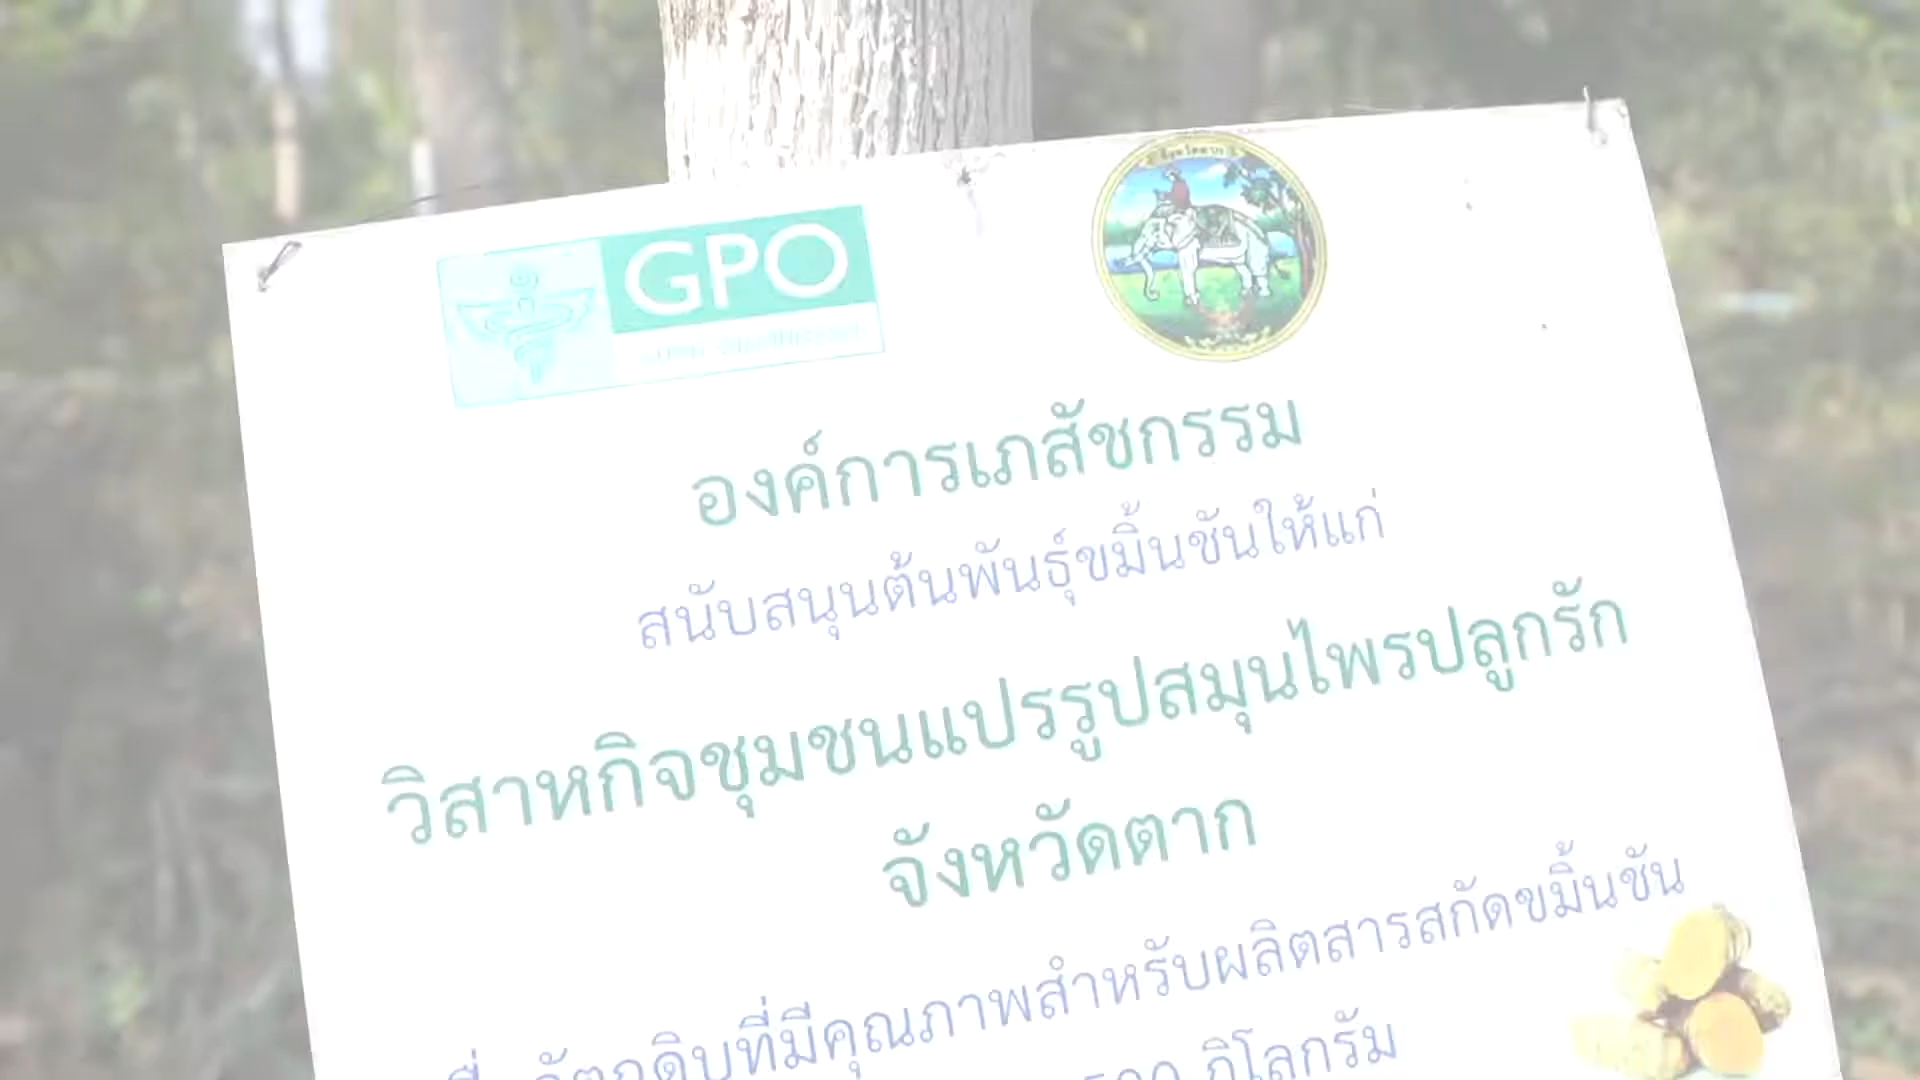 GPO
องค์การเภสัชกรรม
สนับสนุนต้นพันธุ์ขมิ้นชันให้แก่
วิสาหกิจชุมชนแปรรูปสมุนไพรปลูกรัก
จังหวัดตาก
วัตถุดิบที่มีคุณภาพสำหรับผลิตสารสกัดขมิ้นชัน
กิโลกรัม